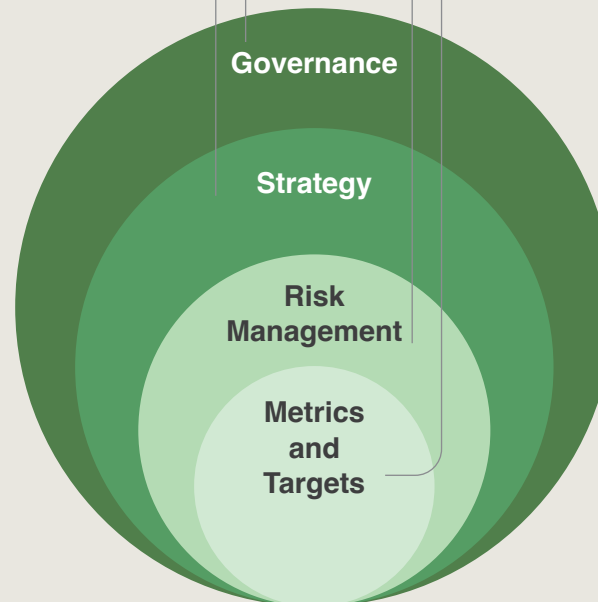 Governance
Strategy
Risk
Management
Metrics
and
Targets